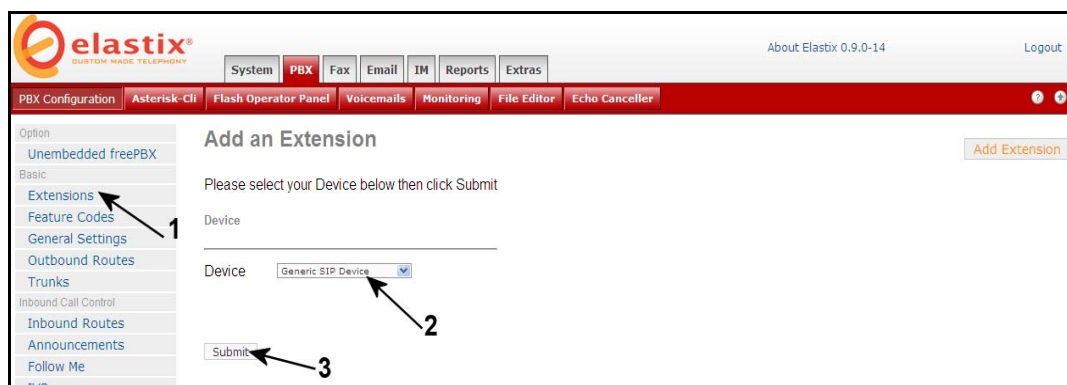 elastix®
CUSTOM MADE TELEPHONY
About Elastix 0.9.0-14
Logout
System PBX Fax Email IM Reports Extras
PBX Configuration Asterisk-Cli Flash Operator Panel Voicemails Monitoring File Editor Echo Canceller ?
Option
Unembedded freePBX
Basic
Extensions
Feature Codes
General Settings
Outbound Routes
Trunks
Inbound Call Control
Inbound Routes
Announcements
Follow Me
Add an Extension
Add Extension
Please select your Device below then click Submit
Device
Device Generic SIP Device
Submit
1
2
3